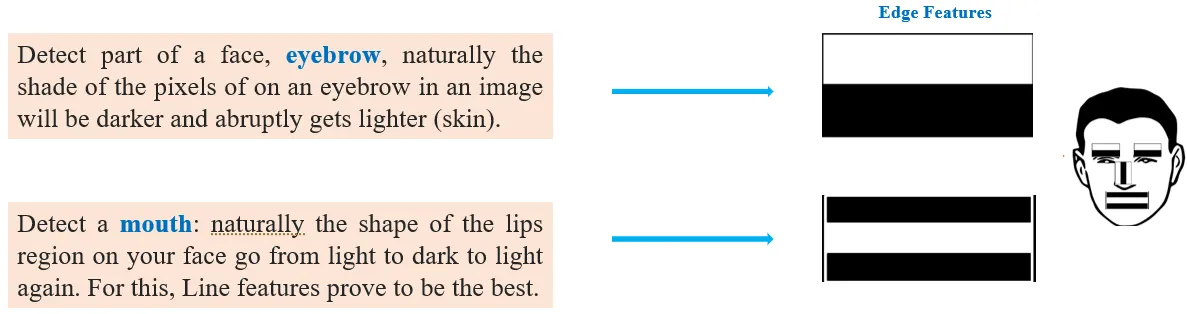 Edge Features
Detect part of a face, eyebrow, naturally the
shade of the pixels of on an eyebrow in an image
will be darker and abruptly gets lighter (skin).
Detect a mouth: naturally the shape of the lips
region on your face go from light to dark to light
again. For this, Line features prove to be the best.